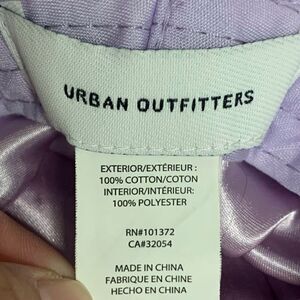 URBAN OUTFITTERS
EXTERIOR/EXTÉRIEUR :
100% COTTON/COTON
INTERIOR/INTÉRIEUR:
100% POLYESTER
RN#101372
CA#32054
MADE IN CHINA
FABRIQUE EN CHINE
HECHO EN CHINA